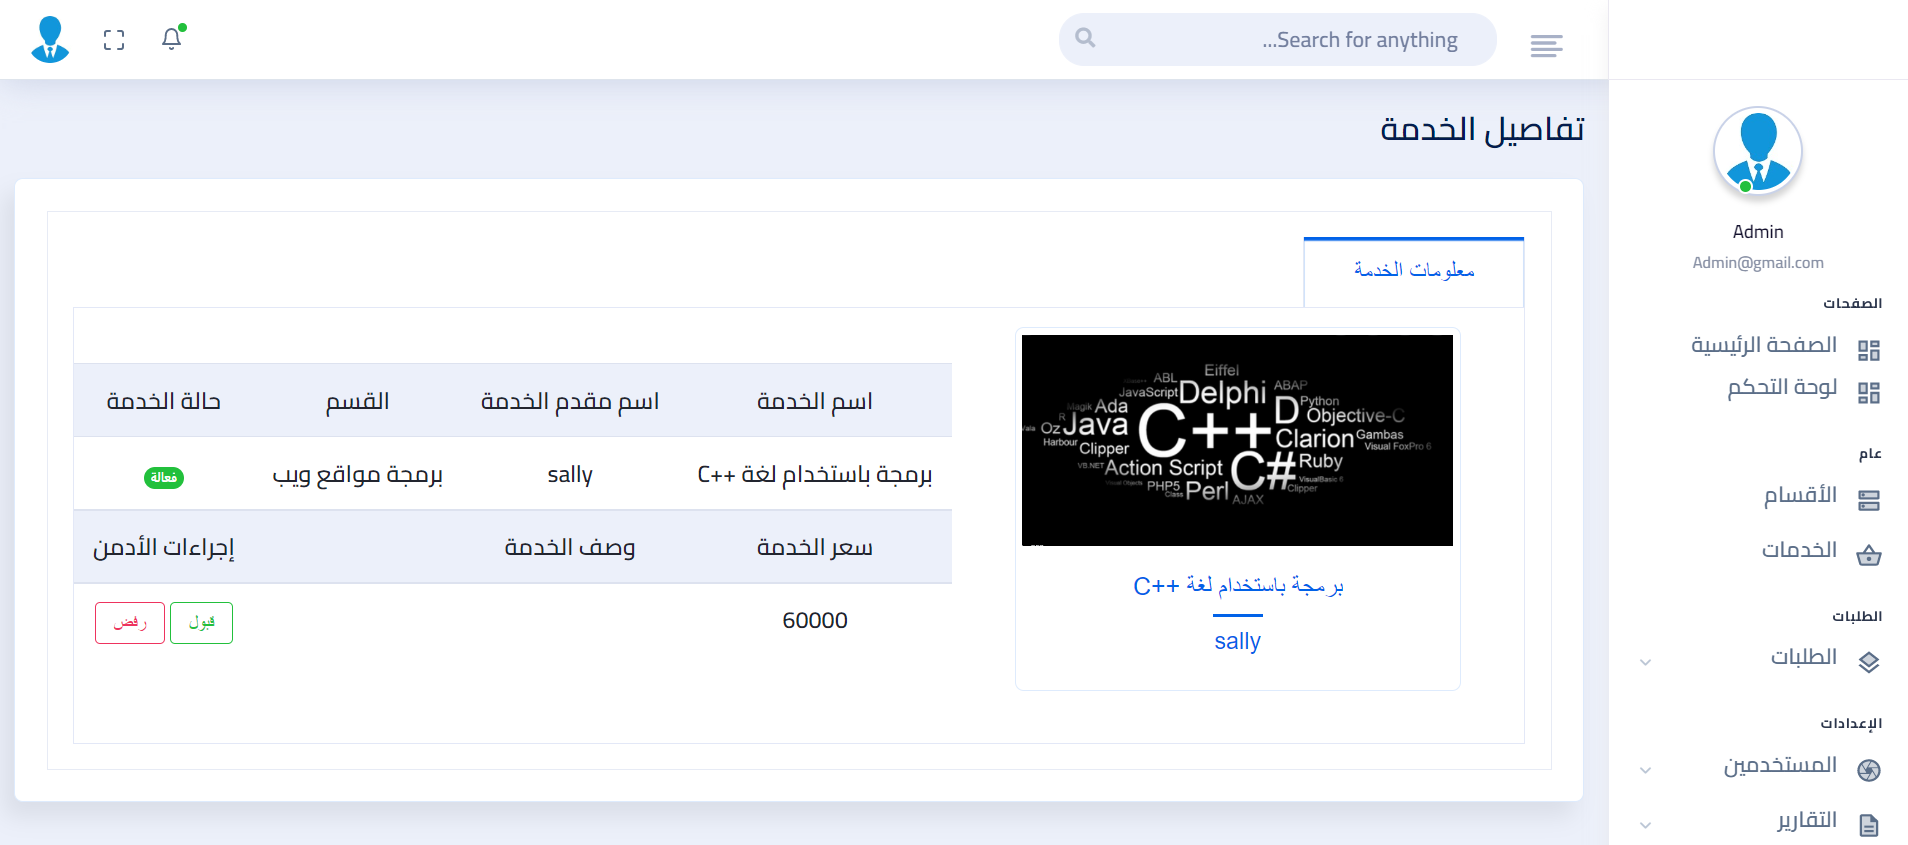 Search for anything...
تفاصيل الخدمة
معلومات الخدمة
ABL
Eiffel
JavaScript
Delphi
ABAP
Magik
Ada
D
Python
Objective-C
R
Oz
Java
C++
Clarion
Gambas
Harbour
Clipper
Visual FoxPro 6
VB.NET
Action Script
C#
Ruby
Visual Objects
PHP5
Class
Perl
VisualBasic 6
Clipper
AJAX
برمجة باستخدام لغة C++
sally
اسم الخدمة اسم مقدم الخدمة القسم حالة الخدمة
برمجة باستخدام لغة C++ sally برمجة مواقع ويب فعالة
سعر الخدمة وصف الخدمة إجراءات الأدمن
60000 قبول رفض
Admin
Admin@gmail.com
الصفحات
الصفحة الرئيسية
لوحة التحكم
عام
الأقسام
الخدمات
الطلبات
الطلبات
الإعدادات
المستخدمين
التقارير